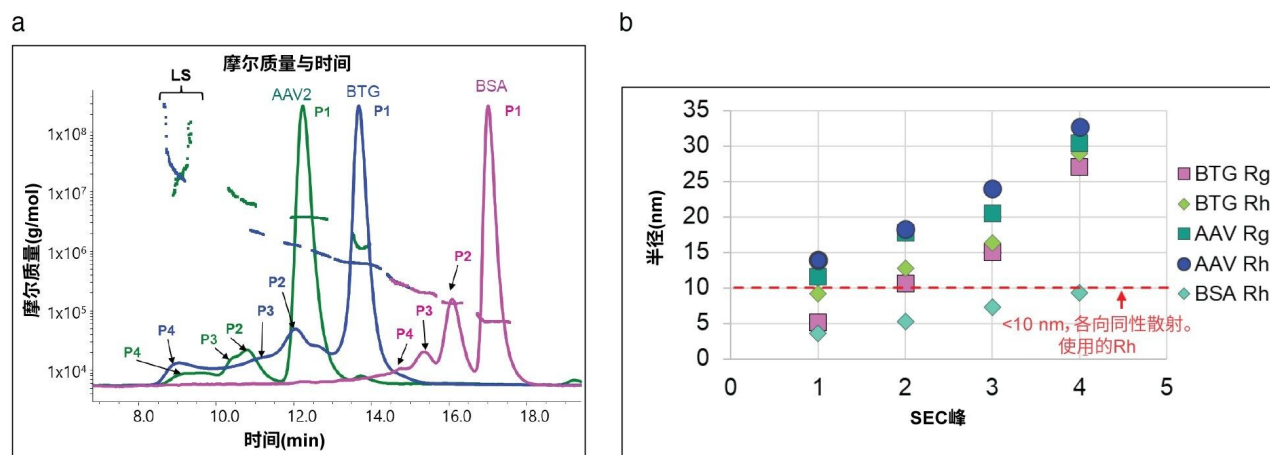 a
摩尔质量与时间
LS
AAV2
P1
BTG
P1
BSA
P1
1x10⁸
1x10⁷
1x10⁶
1x10⁵
1x10⁴
摩尔质量(g/mol)
P4
P4
P3
P2
P3
P2
P4
P3
P2
8.0
10.0
12.0
14.0
16.0
18.0
时间(min)
b
35
30
25
20
15
10
5
0
半径(nm)
0
1
2
3
4
5
SEC峰
<10 nm，各向同性散射。
使用的Rh
BTG Rg
BTG Rh
AAV Rg
AAV Rh
BSA Rh